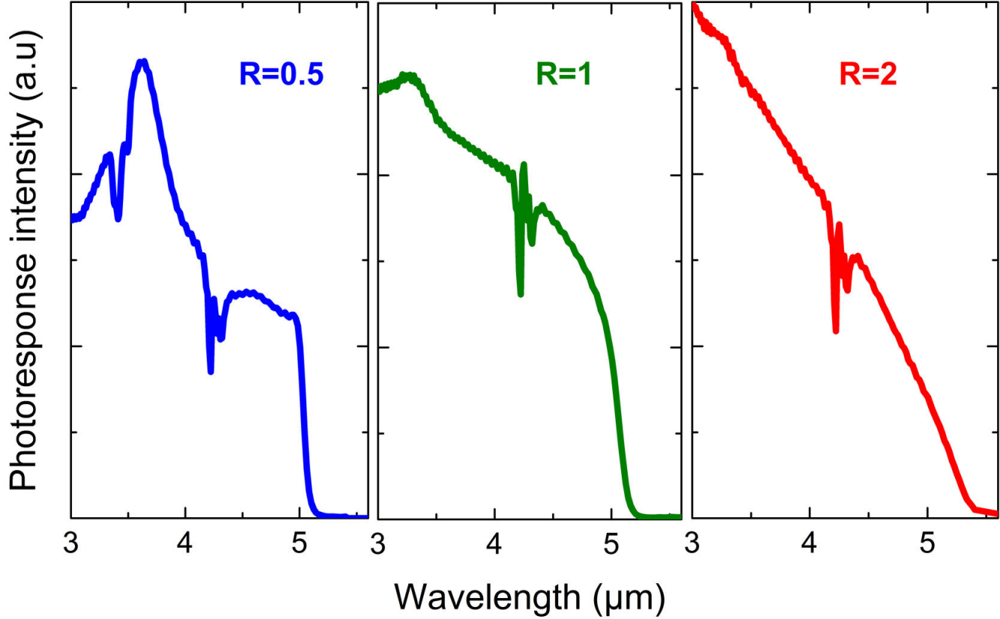 Photoresponse intensity (a.u)
R=0.5
R=1
R=2
3 4 5 3 4 5 3 4 5
Wavelength (μm)